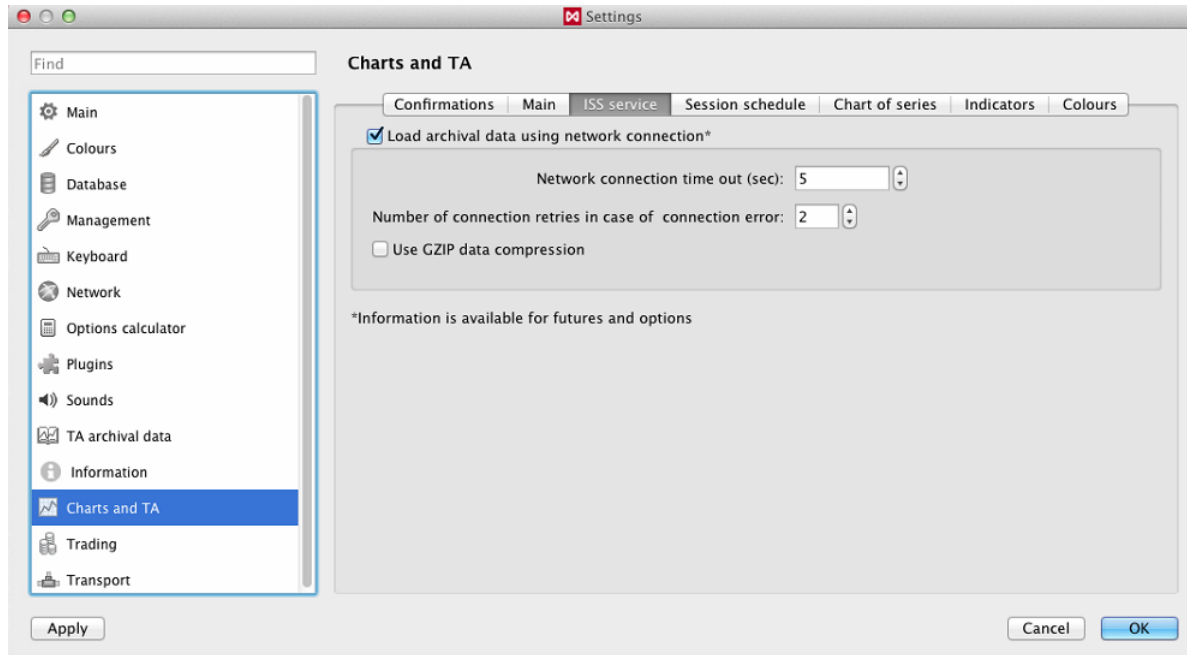 Settings
Find
Main
Colours
Database
Management
Keyboard
Network
Options calculator
Plugins
Sounds
TA archival data
Information
Charts and TA
Trading
Transport
Charts and TA
Confirmations Main ISS service Session schedule Chart of series Indicators Colours
Load archival data using network connection*
Network connection time out (sec): 5
Number of connection retries in case of connection error: 2
Use GZIP data compression
*Information is available for futures and options
Apply Cancel OK